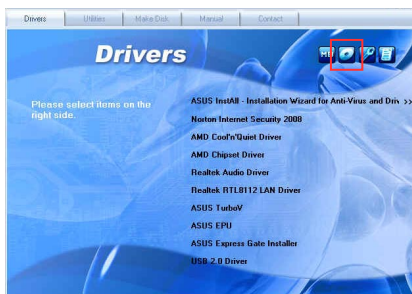 Drivers
Utilities
Make Disk
Manual
Contact
Drivers
Please select items on the
right side.
ASUS InstAll - Installation Wizard for Anti-Virus and Driv >>
Norton Internet Security 2008
AMD Cool'n'Quiet Driver
AMD Chipset Driver
Realtek Audio Driver
Realtek RTL8112 LAN Driver
ASUS TurboV
ASUS EPU
ASUS Express Gate Installer
USB 2.0 Driver